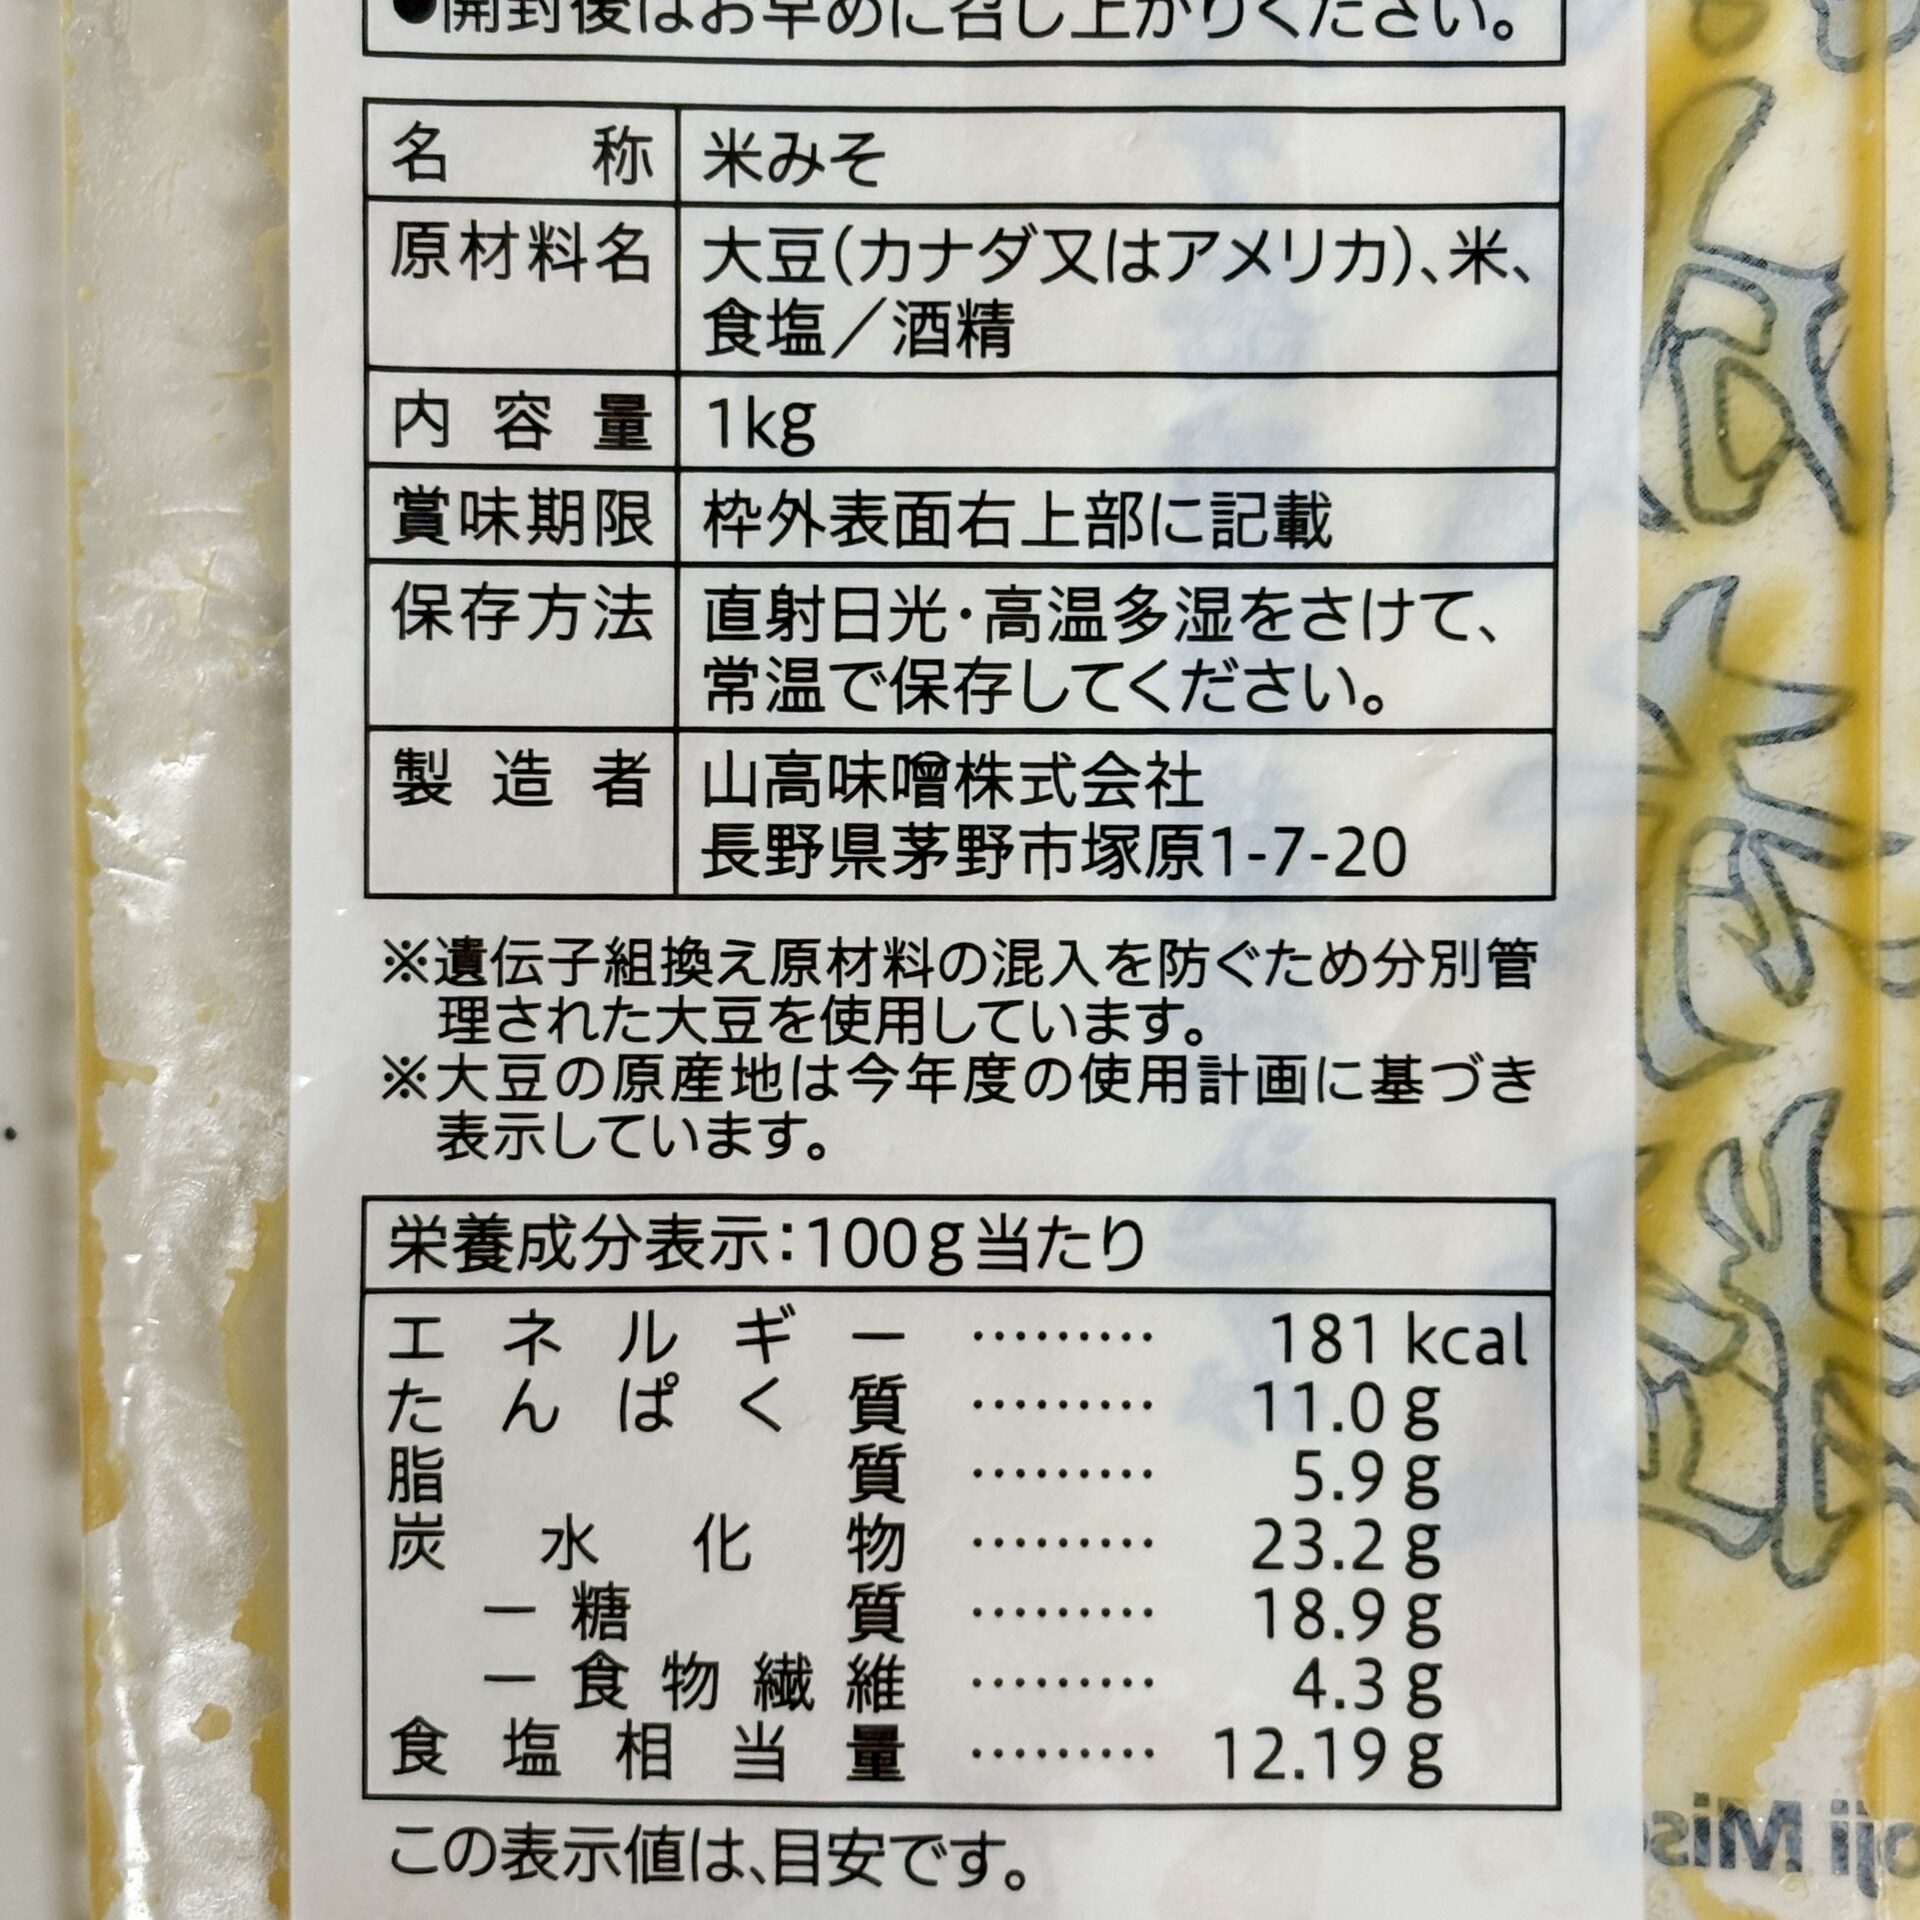 ●開封後はお早めに召し上がりください。
名称 米みそ
原材料名 大豆(カナダ又はアメリカ)、米、
食塩／酒精
内容量 1kg
賞味期限 枠外表面右上部に記載
保存方法 直射日光・高温多湿をさけて、
常温で保存してください。
製造者 山高味噌株式会社
長野県茅野市塚原1-7-20
※遺伝子組換え原材料の混入を防ぐため分別管
理された大豆を使用しています。
※大豆の原産地は今年度の使用計画に基づき
表示しています。
栄養成分表示：100g当たり
エネルギー ……… 181 kcal
たんぱく質 ……… 11.0 g
脂質 ……… 5.9 g
炭水化物 ……… 23.2 g
－糖質 ……… 18.9 g
－食物繊維 ……… 4.3 g
食塩相当量 ……… 12.19 g
この表示値は、目安です。